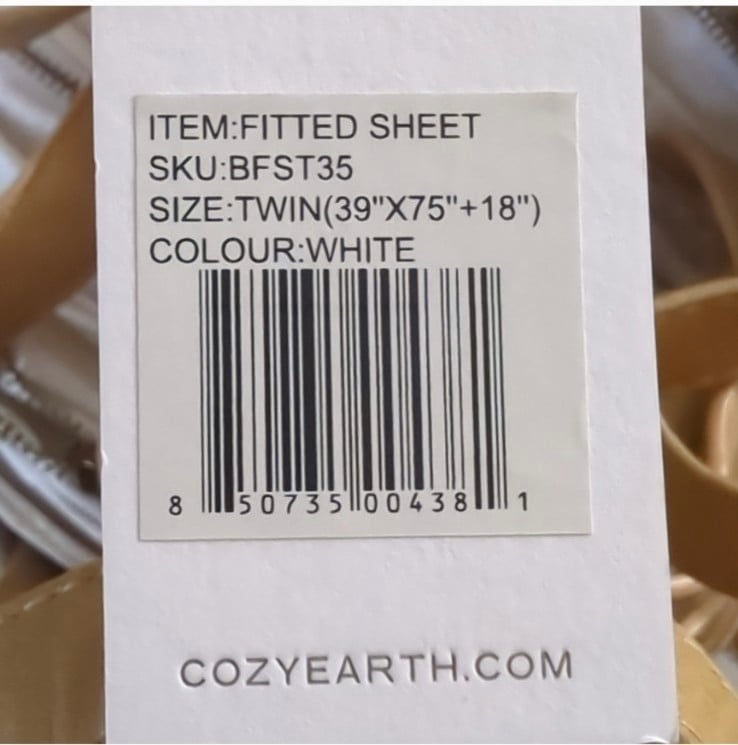 ITEM:FITTED SHEET
SKU:BFST35
SIZE:TWIN(39"X75"+18")
COLOUR:WHITE
8 50735 00438 1
COZYEARTH.COM